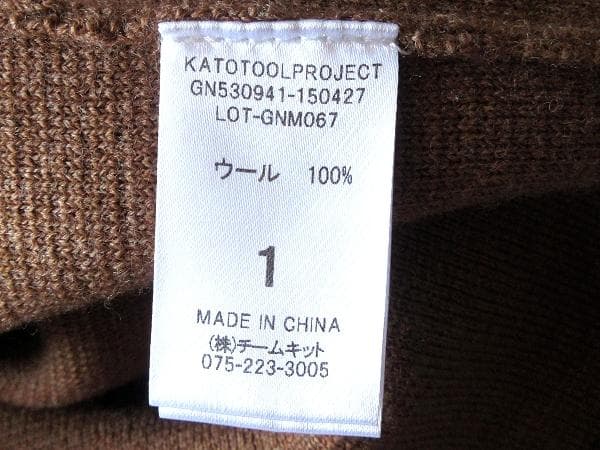 KATOTOOLPROJECT
GN530941-150427
LOT-GNM067
ウール 100%
1
MADE IN CHINA
(株)チームキット
075-223-3005